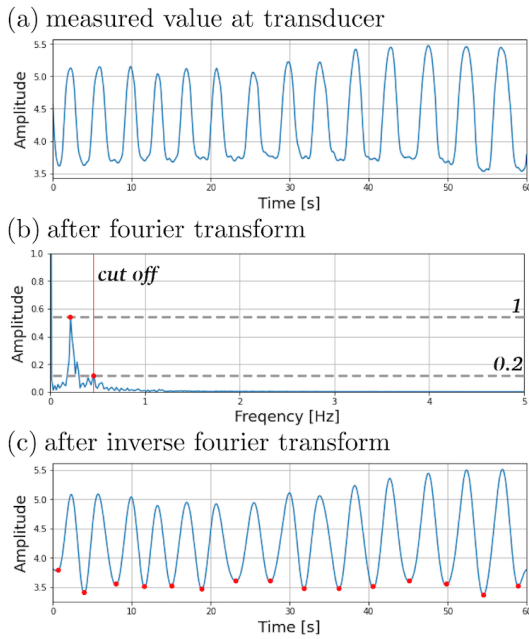 (a) measured value at transducer
5.5
5.0
4.5
4.0
3.5
Amplitude
0 10 20 30 40 50 60
Time [s]
(b) after fourier transform
1.0
0.8
0.6
0.4
0.2
0.0
Amplitude
cut off
1
0.2
0 1 2 3 4 5
Freqency [Hz]
(c) after inverse fourier transform
5.5
5.0
4.5
4.0
3.5
Amplitude
0 10 20 30 40 50 60
Time [s]